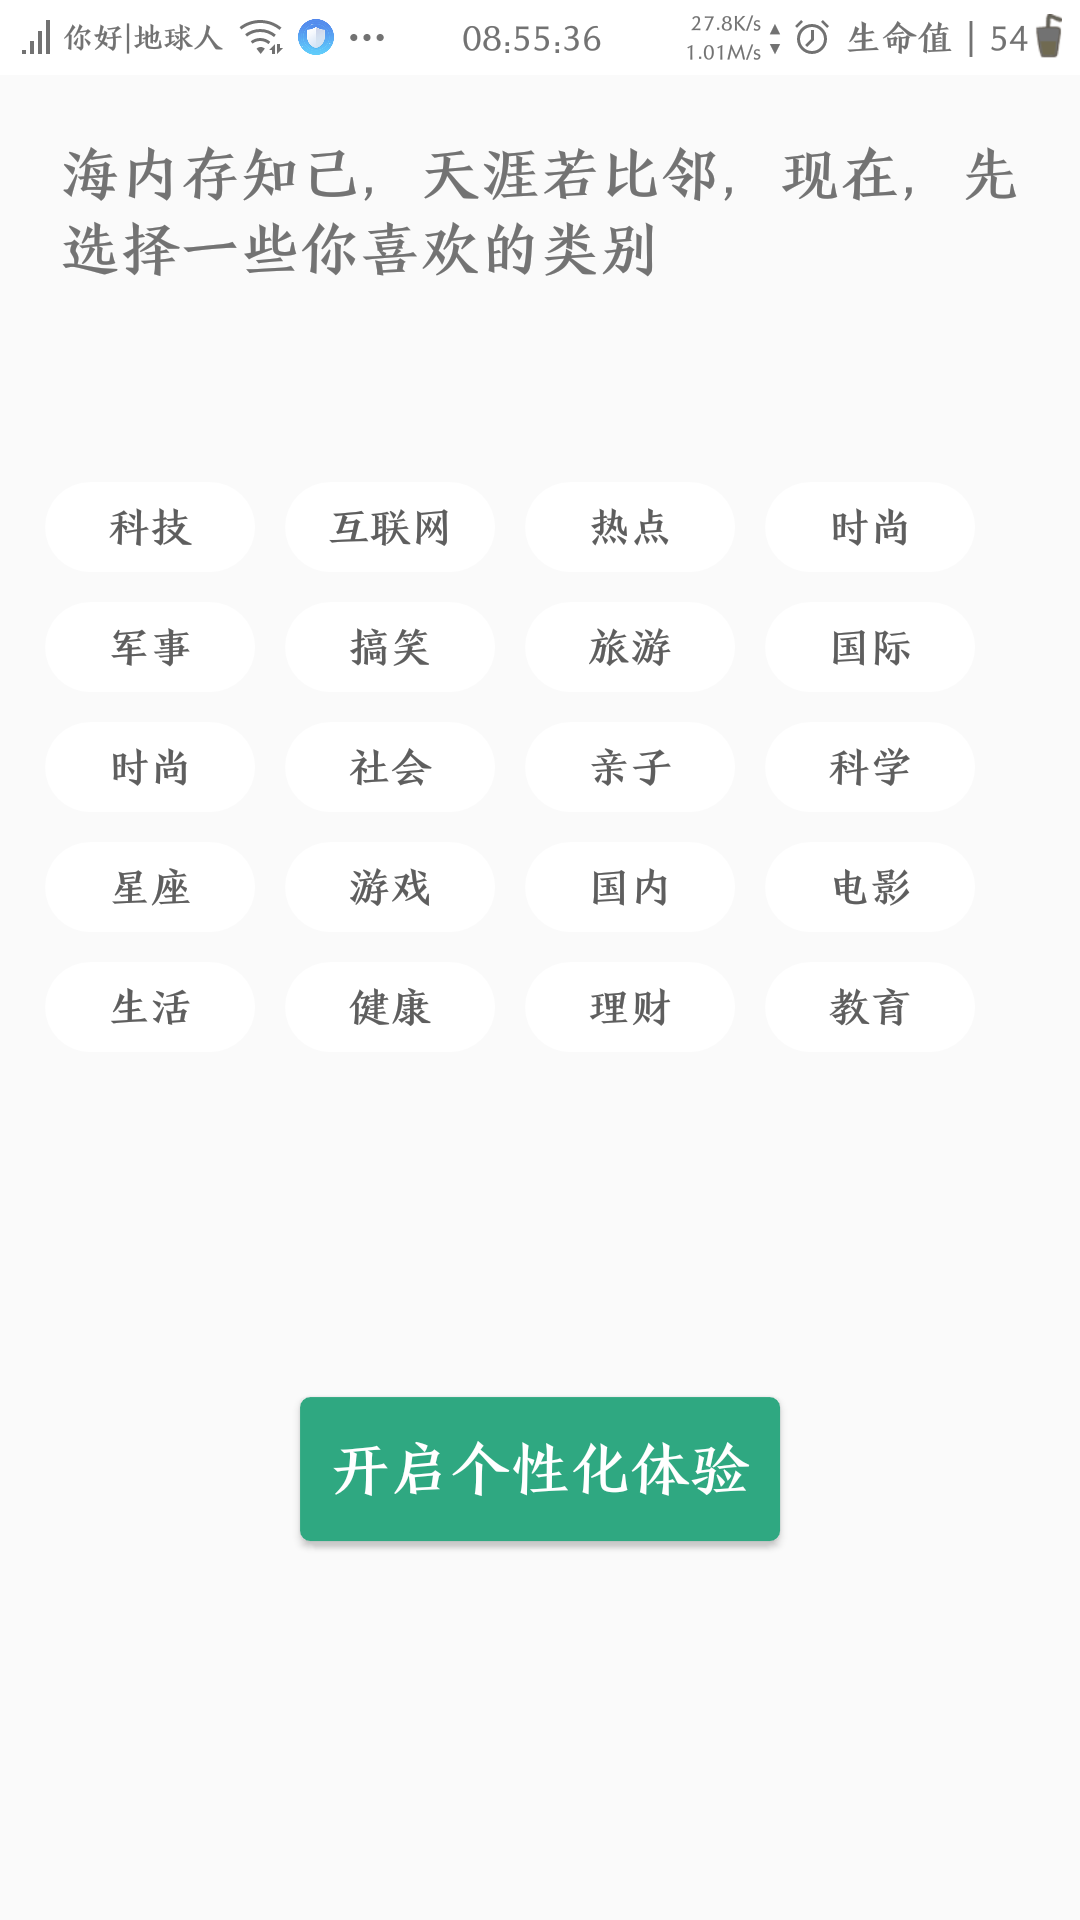 你好|地球人 08:55:36 27.8K/s 1.01M/s 生命值 | 54
海内存知己，天涯若比邻，现在，先
选择一些你喜欢的类别
科技 互联网 热点 时尚
军事 搞笑 旅游 国际
时尚 社会 亲子 科学
星座 游戏 国内 电影
生活 健康 理财 教育
开启个性化体验